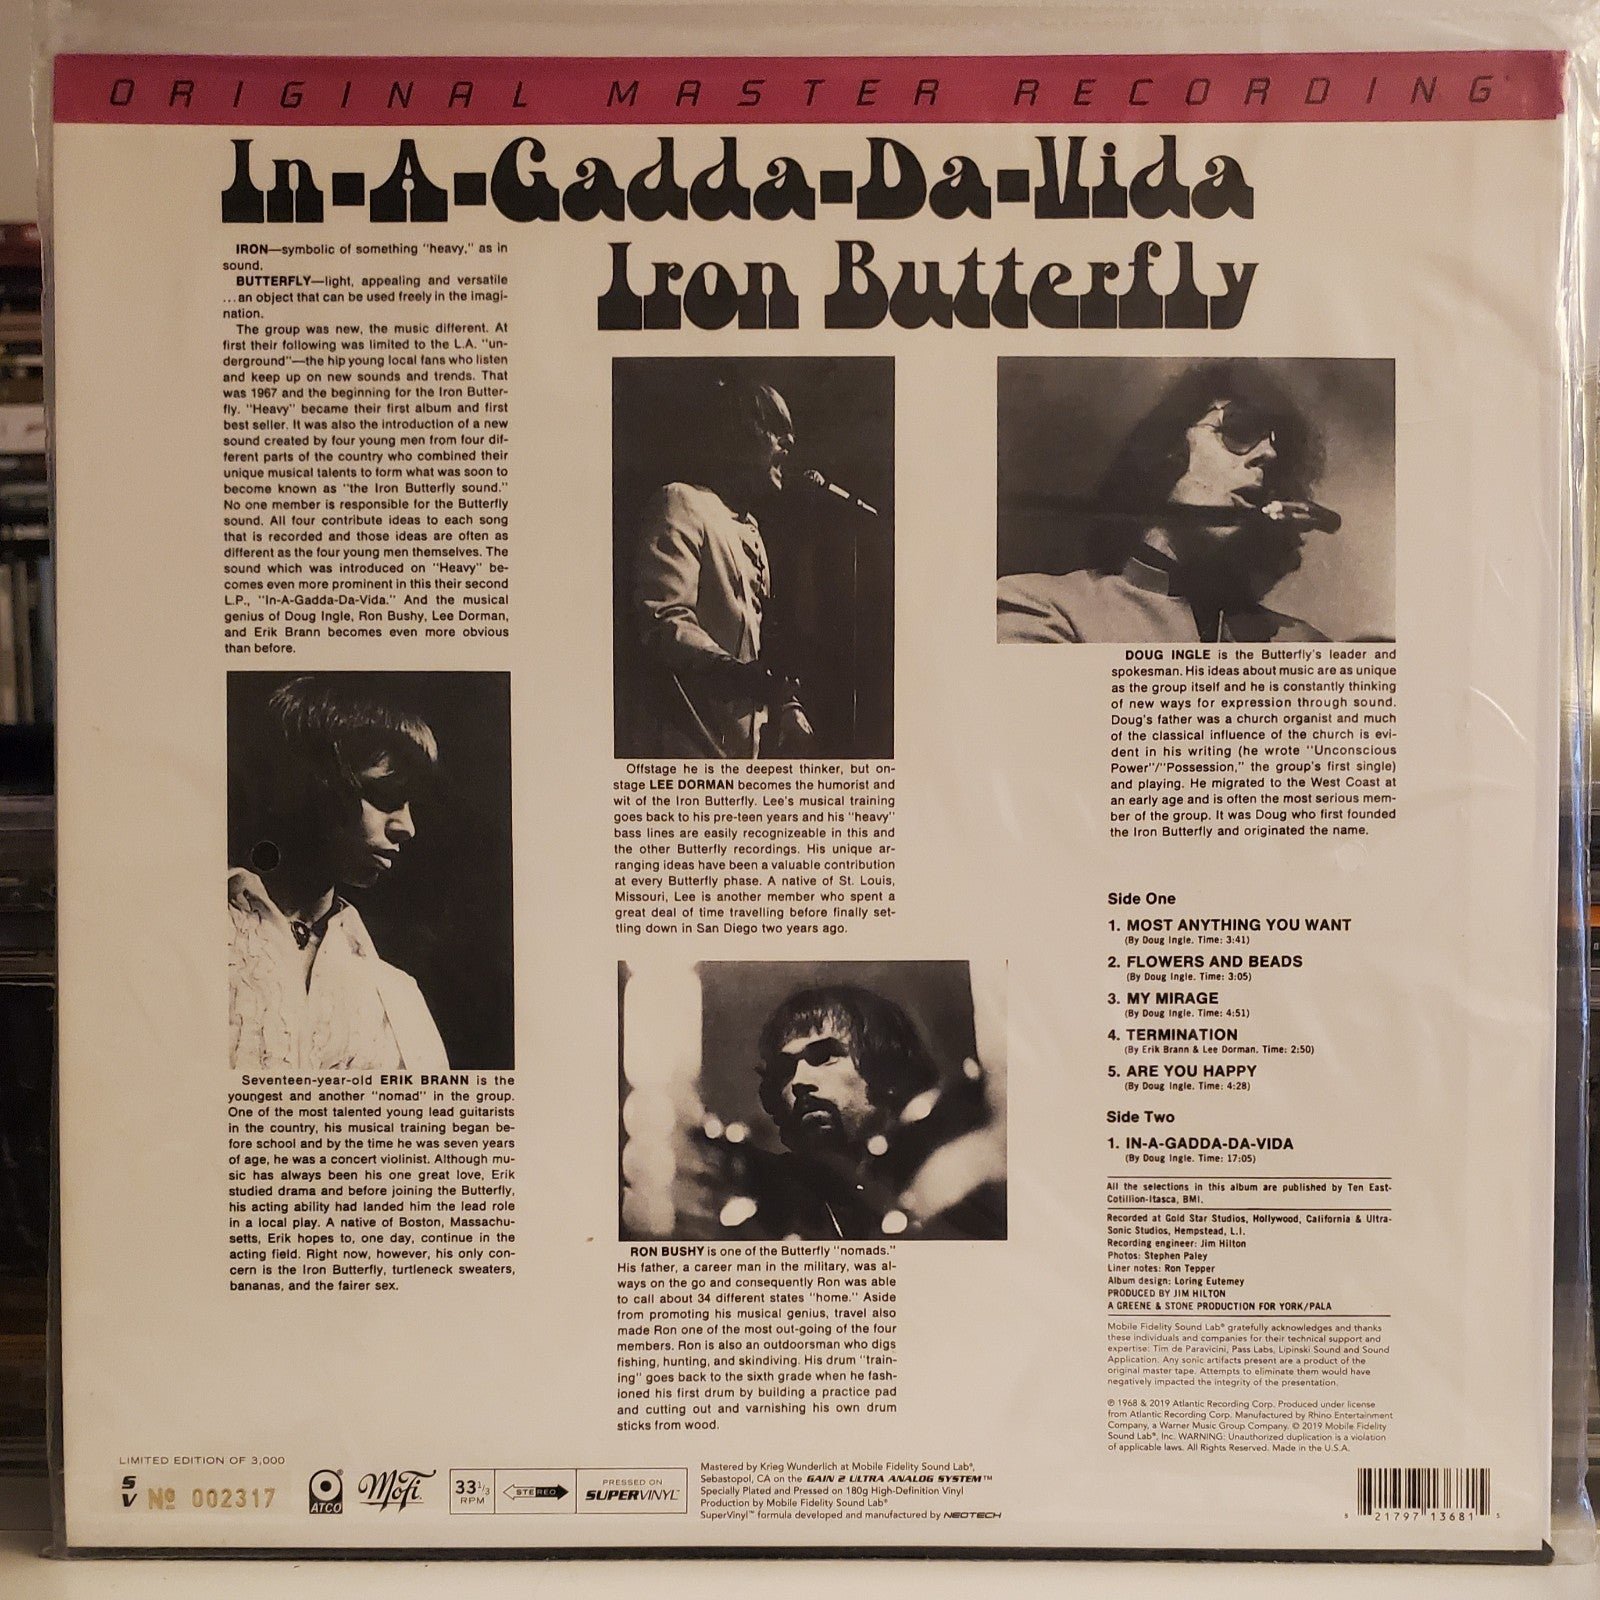 ORIGINAL MASTER RECORDING
In-A-Gadda-Da-Vida
Iron Butterfly
IRON—symbolic of something "heavy," as in
sound.
BUTTERFLY—light, appealing and versatile
...an object that can be used freely in the imagi-
nation.
The group was new, the music different. At
first their following was limited to the L.A. "un-
derground"—the hip young local fans who listen
and keep up on new sounds and trends. That
was 1967 and the beginning for the Iron Butter-
fly. "Heavy" became their first album and first
best seller. It was also the introduction of a new
sound created by four young men from four dif-
ferent parts of the country who combined their
unique musical talents to form what was soon to
become known as "the Iron Butterfly sound."
No one member is responsible for the Butterfly
sound. All four contribute ideas to each song
that is recorded and those ideas are often as
different as the four young men themselves. The
sound which was introduced on "Heavy" be-
comes even more prominent in this their second
L.P., "In-A-Gadda-Da-Vida." And the musical
genius of Doug Ingle, Ron Bushy, Lee Dorman,
and Erik Brann becomes even more obvious
than before.
Seventeen-year-old ERIK BRANN is the
youngest and another "nomad" in the group.
One of the most talented young lead guitarists
in the country, his musical training began be-
fore school and by the time he was seven years
of age, he was a concert violinist. Although mu-
sic has always been his one great love, Erik
studied drama and before joining the Butterfly,
his acting ability had landed him the lead role
in a local play. A native of Boston, Massachu-
setts, Erik hopes to, one day, continue in the
acting field. Right now, however, his only con-
cern is the Iron Butterfly, turtleneck sweaters,
bananas, and the fairer sex.
Offstage he is the deepest thinker, but on-
stage LEE DORMAN becomes the humorist and
wit of the Iron Butterfly. Lee's musical training
goes back to his pre-teen years and his "heavy"
bass lines are easily recognizeable in this and
the other Butterfly recordings. His unique ar-
ranging ideas have been a valuable contribution
at every Butterfly phase. A native of St. Louis,
Missouri, Lee is another member who spent a
great deal of time travelling before finally set-
tling down in San Diego two years ago.
RON BUSHY is one of the Butterfly "nomads."
His father, a career man in the military, was al-
ways on the go and consequently Ron was able
to call about 34 different states "home." Aside
from promoting his musical genius, travel also
made Ron one of the most out-going of the four
members. Ron is also an outdoorsman who digs
fishing, hunting, and skindiving. His drum "train-
ing" goes back to the sixth grade when he fash-
ioned his first drum by building a practice pad
and cutting out and varnishing his own drum
sticks from wood.
DOUG INGLE is the Butterfly's leader and
spokesman. His ideas about music are as unique
as the group itself and he is constantly thinking
of new ways for expression through sound.
Doug's father was a church organist and much
of the classical influence of the church is evi-
dent in his writing (he wrote "Unconscious
Power"/"Possession," the group's first single)
and playing. He migrated to the West Coast at
an early age and is often the most serious mem-
ber of the group. It was Doug who first founded
the Iron Butterfly and originated the name.
Side One
1. MOST ANYTHING YOU WANT
(By Doug Ingle. Time: 3:41)
2. FLOWERS AND BEADS
(By Doug Ingle. Time: 3:05)
3. MY MIRAGE
(By Doug Ingle. Time: 4:51)
4. TERMINATION
(By Erik Brann & Lee Dorman. Time: 2:50)
5. ARE YOU HAPPY
(By Doug Ingle. Time: 4:28)
Side Two
1. IN-A-GADDA-DA-VIDA
(By Doug Ingle. Time: 17:05)
All the selections in this album are published by Ten East-
Cotillion-Itasca, BMI.
Recorded at Gold Star Studios, Hollywood, California & Ultra-
Sonic Studios, Hempstead, L.I.
Recording engineer: Jim Hilton
Photos: Stephen Paley
Liner notes: Ron Tepper
Album design: Loring Eutemey
PRODUCED BY JIM HILTON
A GREENE & STONE PRODUCTION FOR YORK/PALA
Mobile Fidelity Sound Lab® gratefully acknowledges and thanks
these individuals and companies for their technical support and
expertise: Tim de Paravicini, Pass Labs, Lipinski Sound and Sound
Application. Any sonic artifacts present are a product of the
original master tape. Attempts to eliminate them would have
negatively impacted the integrity of the presentation.
℗ 1968 & 2019 Atlantic Recording Corp. Produced under license
from Atlantic Recording Corp. Manufactured by Rhino Entertainment
Company, a Warner Music Group Company. © 2019 Mobile Fidelity
Sound Lab®, Inc. WARNING: Unauthorized duplication is a violation
of applicable laws. All Rights Reserved. Made in the U.S.A.
LIMITED EDITION OF 3,000
SV Nº 002317
ATCO
MoFi
33 1/3 RPM
STEREO
PRESSED ON
SUPERVINYL™
Mastered by Krieg Wunderlich at Mobile Fidelity Sound Lab®,
Sebastopol, CA on the GAIN 2 ULTRA ANALOG SYSTEM™
Specially Plated and Pressed on 180g High-Definition Vinyl
Production by Mobile Fidelity Sound Lab®
SuperVinyl™ formula developed and manufactured by NEOTECH
5 21797 13681 5